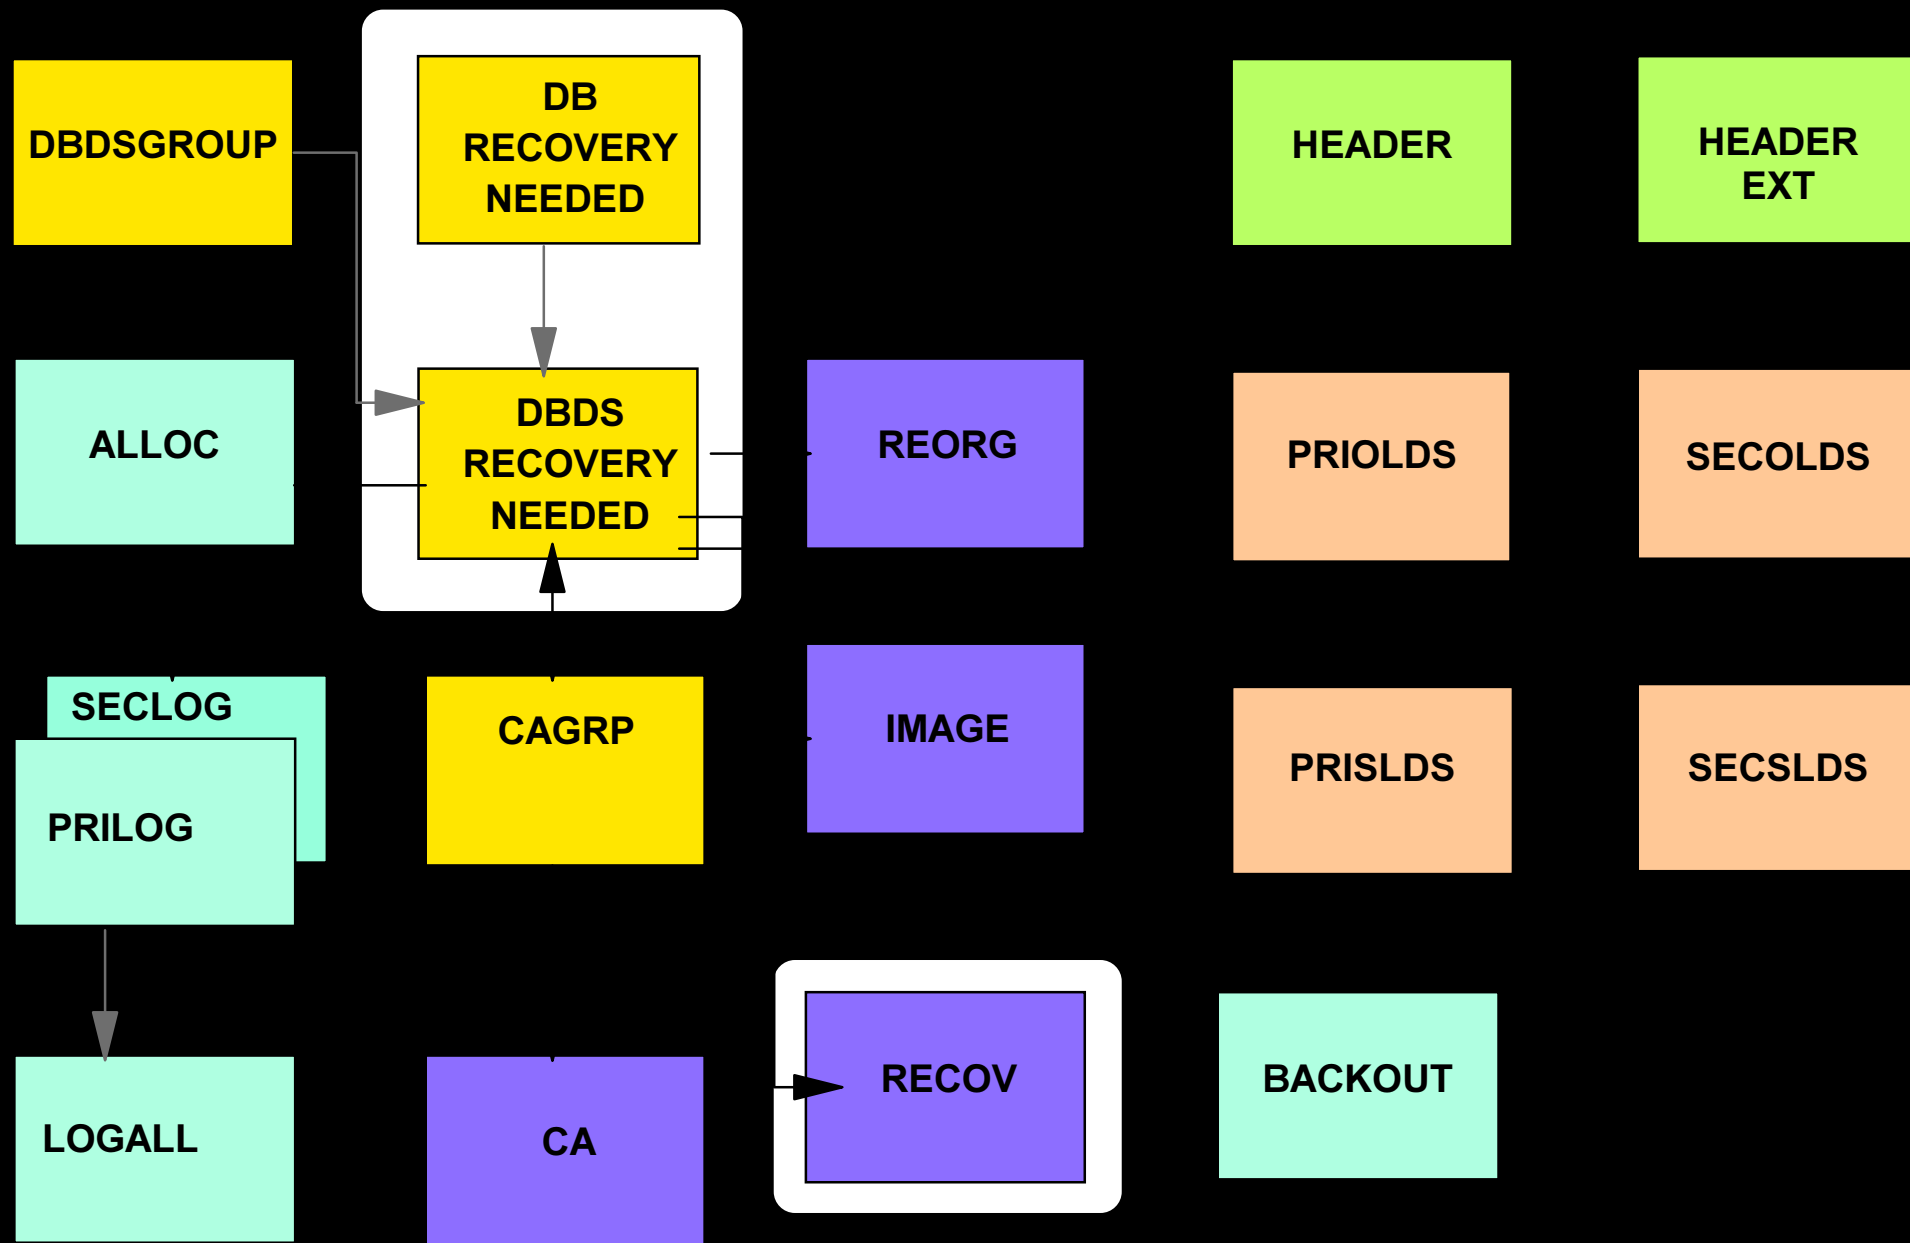 DBDSGROUP
DB
RECOVERY
NEEDED
HEADER
HEADER
EXT
ALLOC
DBDS
RECOVERY
NEEDED
REORG
PRIOLDS
SECOLDS
SECLOG
PRILOG
CAGRP
IMAGE
PRISLDS
SECSLDS
LOGALL
CA
RECOV
BACKOUT